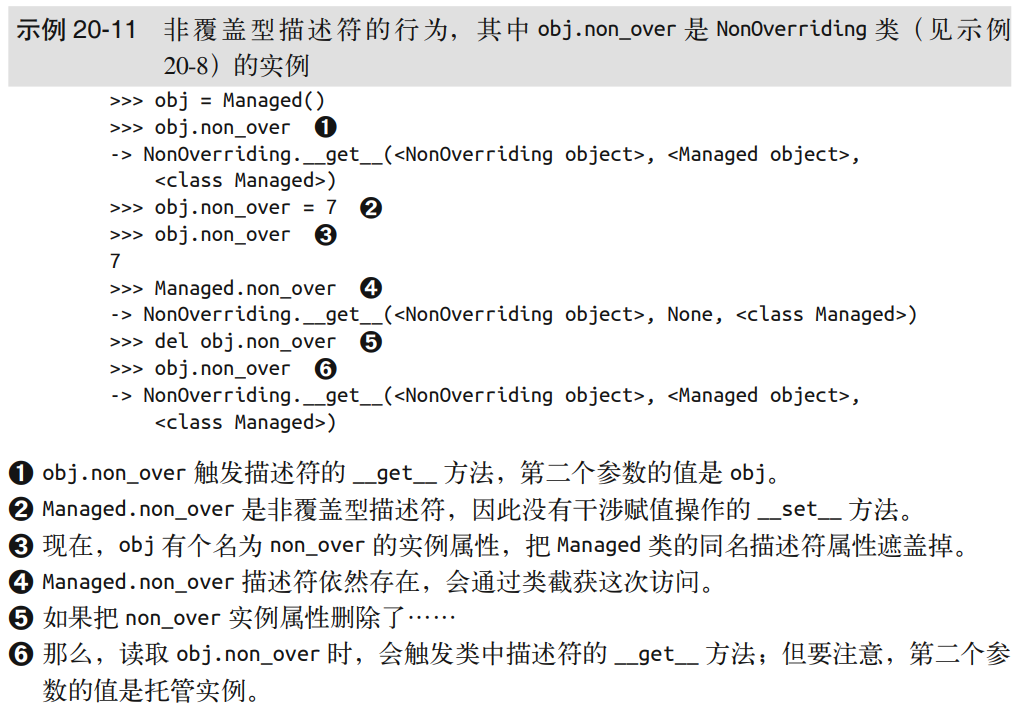 示例 20-11 非覆盖型描述符的行为，其中 obj.non_over 是 NonOverriding 类（见示例
20-8）的实例
>>> obj = Managed()
>>> obj.non_over ❶
-> NonOverriding.__get__(<NonOverriding object>, <Managed object>,
    <class Managed>)
>>> obj.non_over = 7 ❷
>>> obj.non_over ❸
7
>>> Managed.non_over ❹
-> NonOverriding.__get__(<NonOverriding object>, None, <class Managed>)
>>> del obj.non_over ❺
>>> obj.non_over ❻
-> NonOverriding.__get__(<NonOverriding object>, <Managed object>,
    <class Managed>)
❶ obj.non_over 触发描述符的 __get__ 方法，第二个参数的值是 obj。
❷ Managed.non_over 是非覆盖型描述符，因此没有干涉赋值操作的 __set__ 方法。
❸ 现在，obj 有个名为 non_over 的实例属性，把 Managed 类的同名描述符属性遮盖掉。
❹ Managed.non_over 描述符依然存在，会通过类截获这次访问。
❺ 如果把 non_over 实例属性删除了……
❻ 那么，读取 obj.non_over 时，会触发类中描述符的 __get__ 方法；但要注意，第二个参
数的值是托管实例。